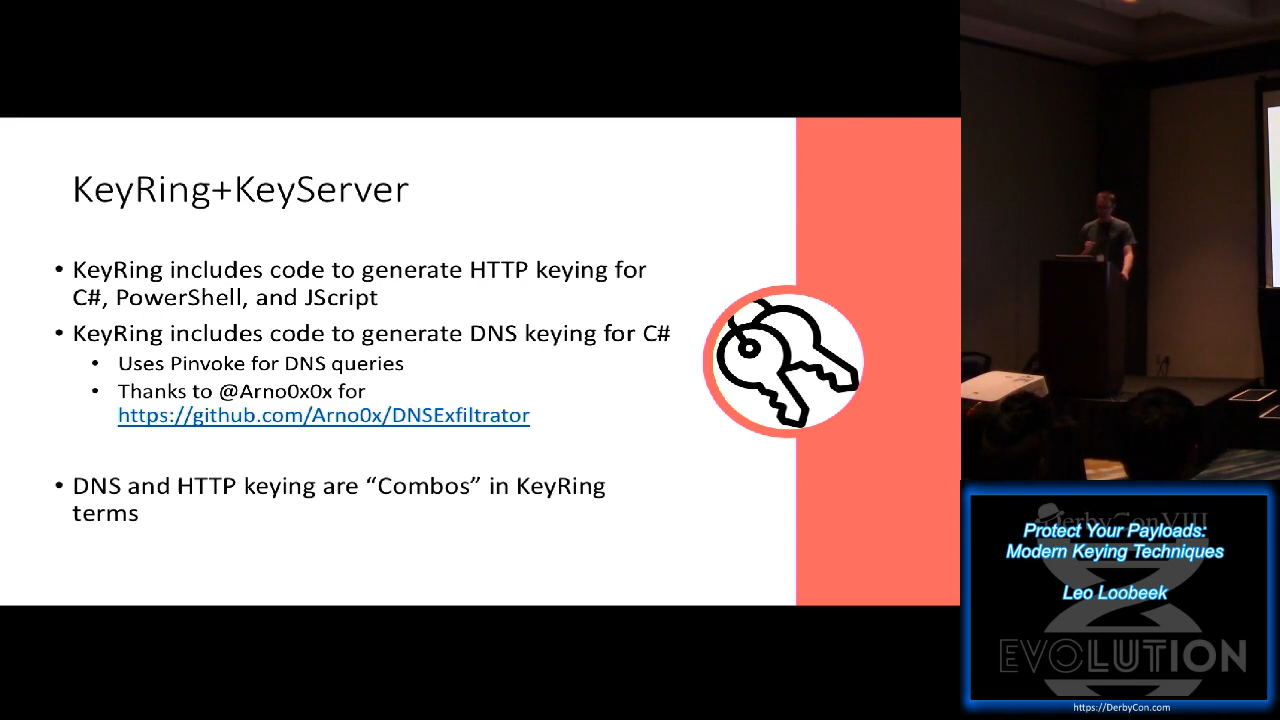 KeyRing+KeyServer
• KeyRing includes code to generate HTTP keying for
C#, PowerShell, and JScript
• KeyRing includes code to generate DNS keying for C#
• Uses Pinvoke for DNS queries
• Thanks to @Arno0x0x for
https://github.com/Arno0x/DNSExfiltrator
• DNS and HTTP keying are “Combos” in KeyRing
terms
DerbyCon VIII
Protect Your Payloads:
Modern Keying Techniques
Leo Loobeek
EVOLUTION
https://DerbyCon.com